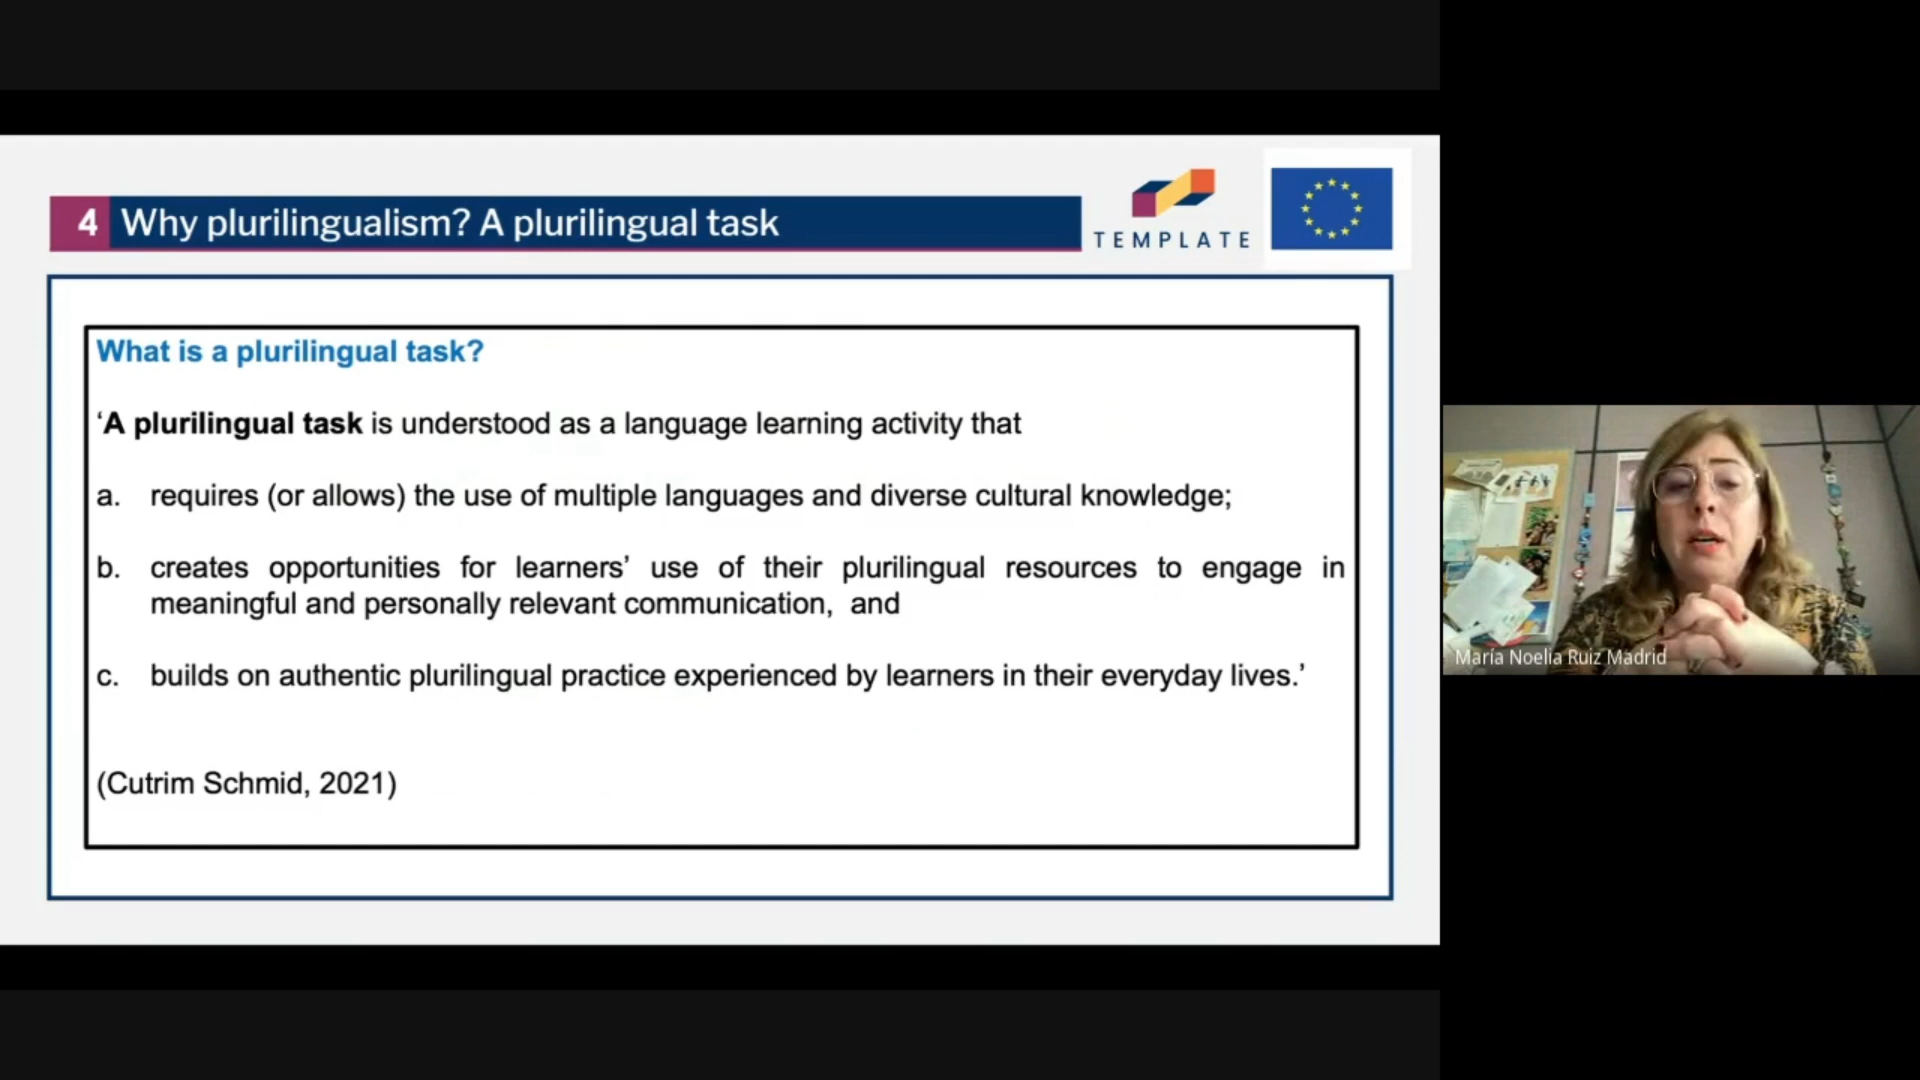 4 Why plurilingualism? A plurilingual task
TEMPLATE
What is a plurilingual task?
‘A plurilingual task is understood as a language learning activity that
a. requires (or allows) the use of multiple languages and diverse cultural knowledge;
b. creates opportunities for learners’ use of their plurilingual resources to engage in
meaningful and personally relevant communication, and
c. builds on authentic plurilingual practice experienced by learners in their everyday lives.’
(Cutrim Schmid, 2021)
María Noelia Ruiz Madrid